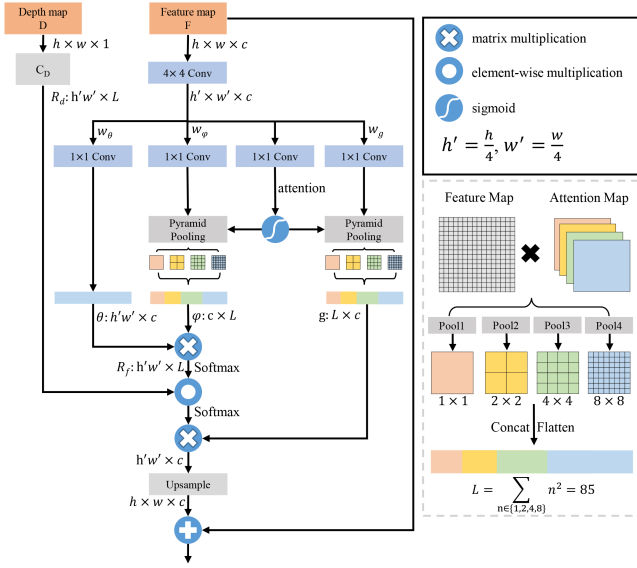 Depth map
D
Feature map
F
h × w × 1
h × w × c
C_D
4×4 Conv
R_d: h′w′ × L
h′ × w′ × c
w_θ
w_φ
w_g
1×1 Conv
1×1 Conv
1×1 Conv
1×1 Conv
attention
Pyramid
Pooling
Pyramid
Pooling
θ: h′w′ × c
φ: c × L
g: L × c
R_f: h′w′ × L
Softmax
Softmax
h′w′ × c
Upsample
h × w × c
matrix multiplication
element-wise multiplication
sigmoid
h′ = h/4, w′ = w/4
Feature Map
Attention Map
Pool1
Pool2
Pool3
Pool4
1 × 1
2 × 2
4 × 4
8 × 8
Concat
Flatten
L = ∑ n² = 85
n∈{1,2,4,8}